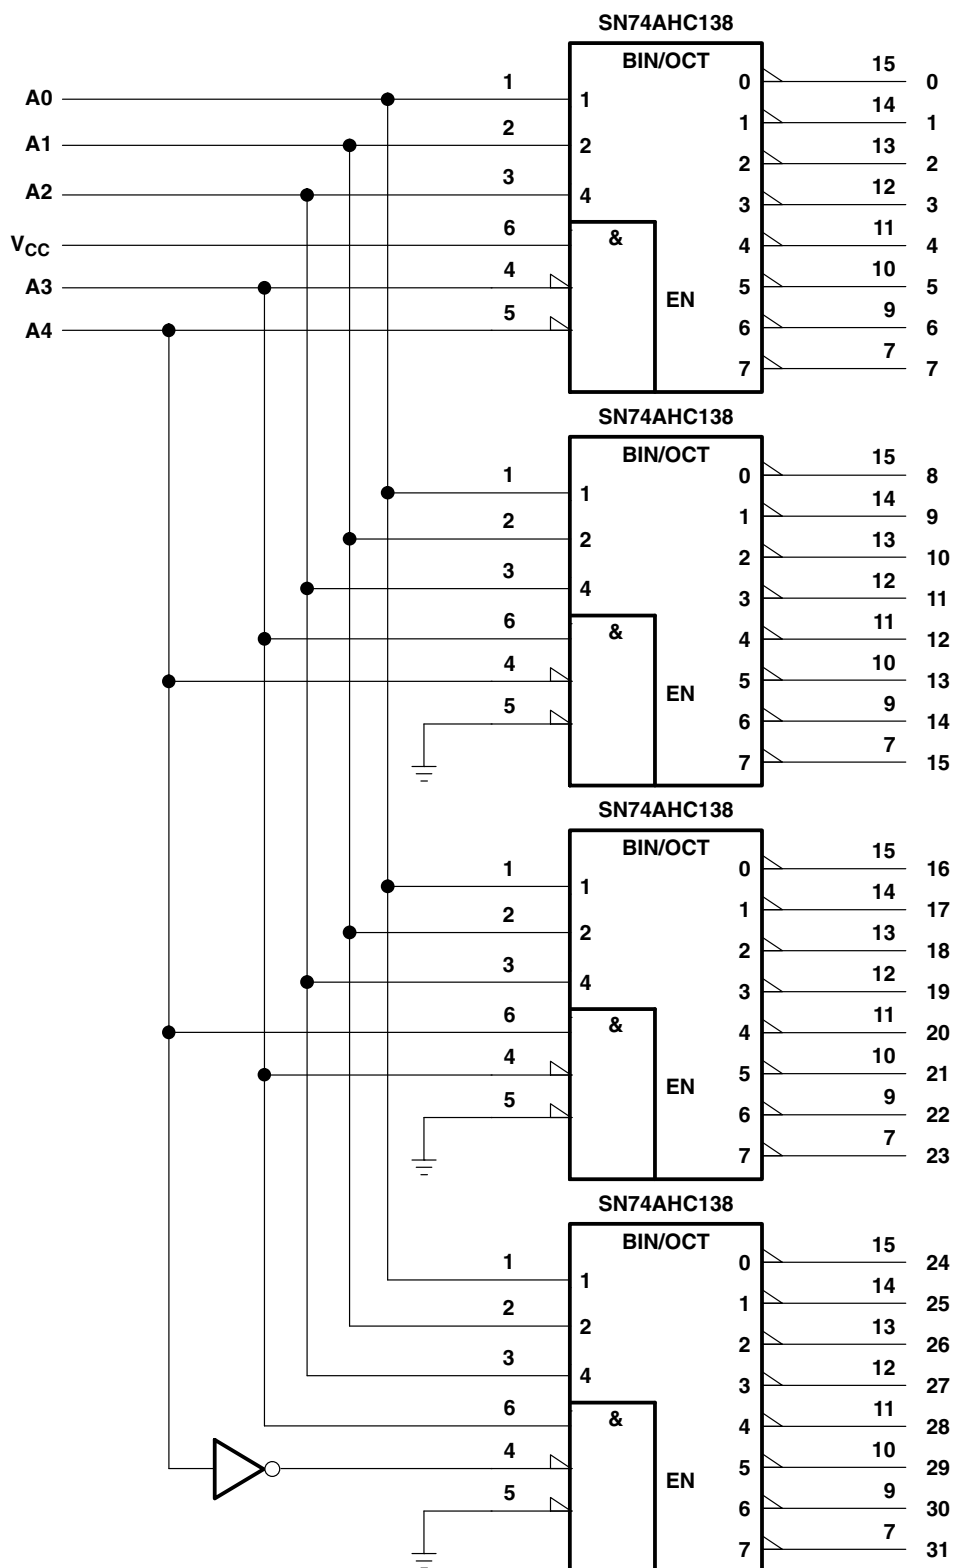 SN74AHC138
BIN/OCT
A0 1 1 0 15 0
A1 2 2 1 14 1
A2 3 4 2 13 2
VCC 6 & 3 12 3
A3 4 4 11 4
A4 5 EN 5 10 5
6 9 6
7 7 7
SN74AHC138
BIN/OCT
1 1 0 15 8
2 2 1 14 9
3 4 2 13 10
6 & 3 12 11
4 4 11 12
5 EN 5 10 13
6 9 14
7 7 15
SN74AHC138
BIN/OCT
1 1 0 15 16
2 2 1 14 17
3 4 2 13 18
6 & 3 12 19
4 4 11 20
5 EN 5 10 21
6 9 22
7 7 23
SN74AHC138
BIN/OCT
1 1 0 15 24
2 2 1 14 25
3 4 2 13 26
6 & 3 12 27
4 4 11 28
5 EN 5 10 29
6 9 30
7 7 31